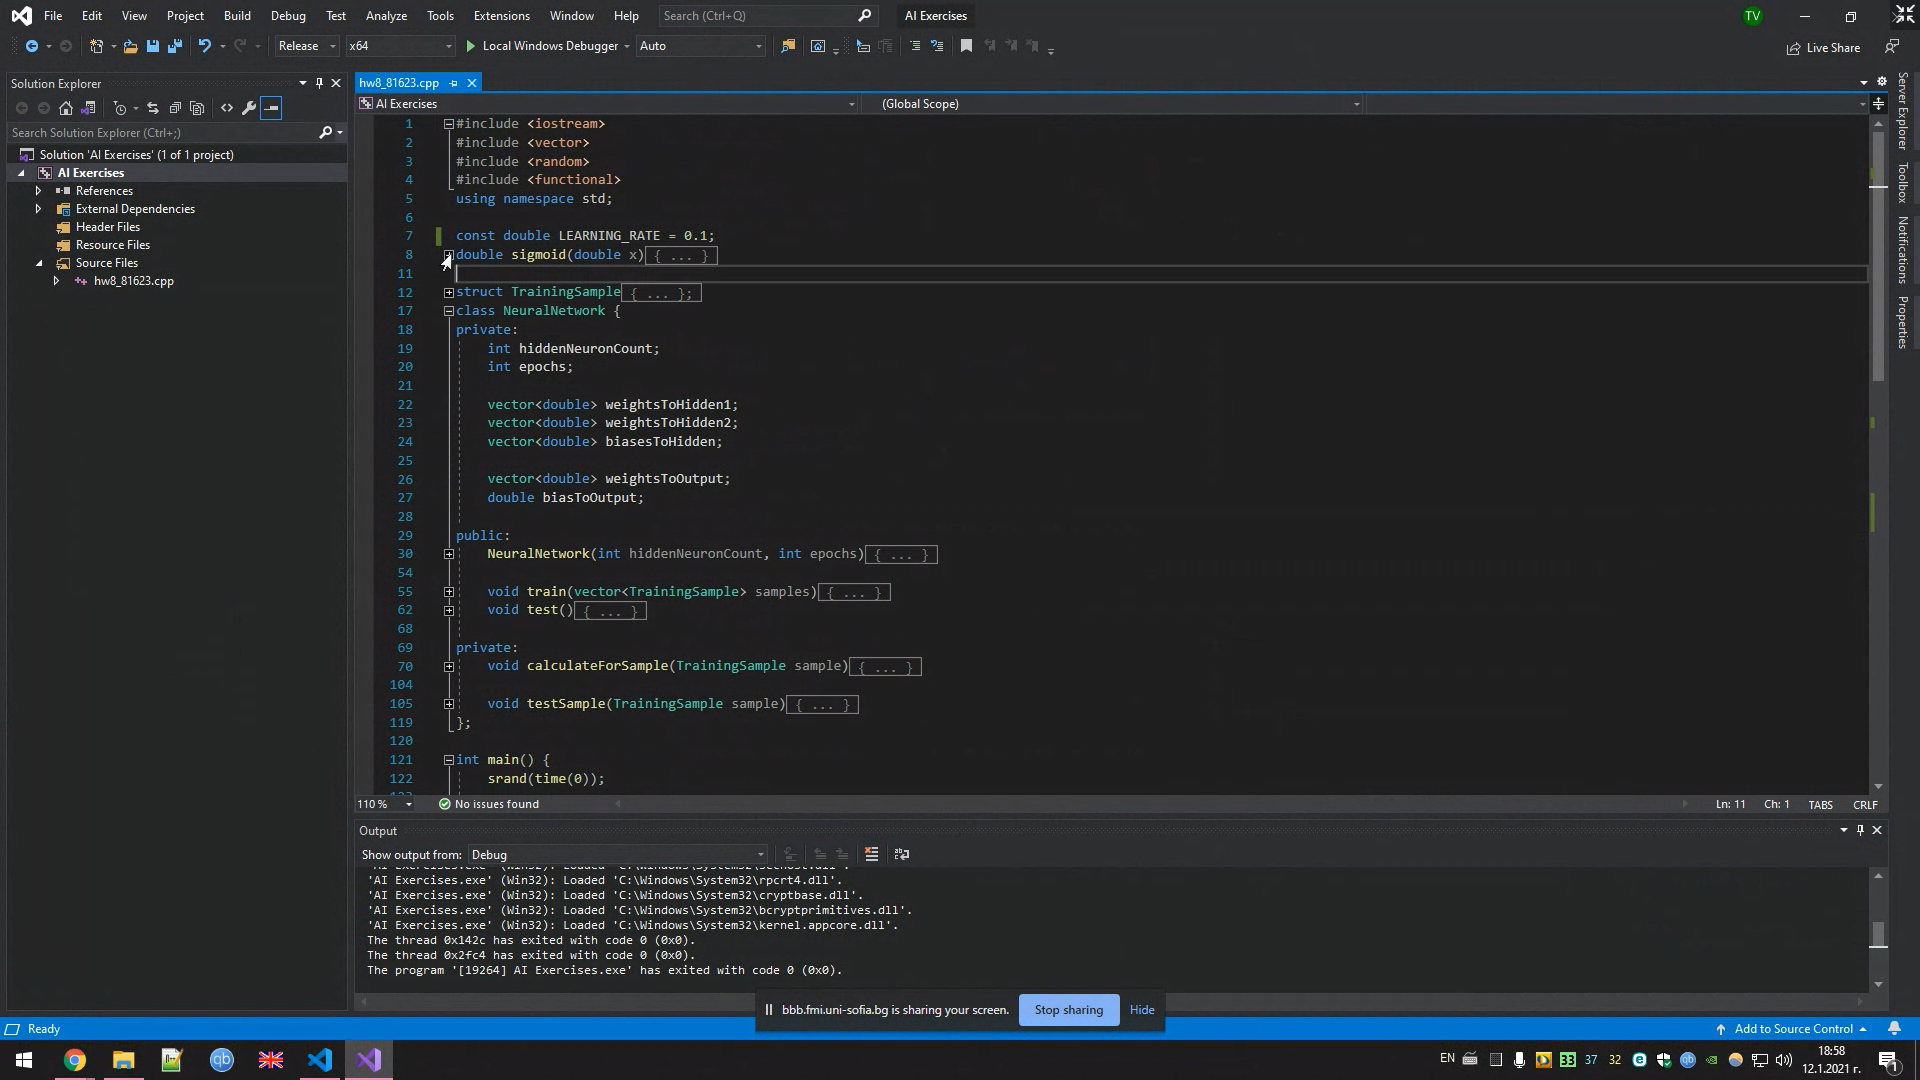 File Edit View Project Build Debug Test Analyze Tools Extensions Window Help Search (Ctrl+Q) AI Exercises TV
Release x64 Local Windows Debugger Auto Live Share
Solution Explorer
Search Solution Explorer (Ctrl+;)
Solution 'AI Exercises' (1 of 1 project)
AI Exercises
References
External Dependencies
Header Files
Resource Files
Source Files
hw8_81623.cpp
hw8_81623.cpp
AI Exercises (Global Scope)
1 #include <iostream>
2 #include <vector>
3 #include <random>
4 #include <functional>
5 using namespace std;
6
7 const double LEARNING_RATE = 0.1;
8 double sigmoid(double x){ ... }
11
12 struct TrainingSample{ ... };
17 class NeuralNetwork {
18 private:
19 int hiddenNeuronCount;
20 int epochs;
21
22 vector<double> weightsToHidden1;
23 vector<double> weightsToHidden2;
24 vector<double> biasesToHidden;
25
26 vector<double> weightsToOutput;
27 double biasToOutput;
28
29 public:
30 NeuralNetwork(int hiddenNeuronCount, int epochs){ ... }
54
55 void train(vector<TrainingSample> samples){ ... }
62 void test(){ ... }
68
69 private:
70 void calculateForSample(TrainingSample sample){ ... }
104
105 void testSample(TrainingSample sample){ ... }
119 };
120
121 int main() {
122 srand(time(0));
110 % No issues found Ln: 11 Ch: 1 TABS CRLF
Output
Show output from: Debug
'AI Exercises.exe' (Win32): Loaded 'C:\Windows\System32\rpcrt4.dll'.
'AI Exercises.exe' (Win32): Loaded 'C:\Windows\System32\cryptbase.dll'.
'AI Exercises.exe' (Win32): Loaded 'C:\Windows\System32\bcryptprimitives.dll'.
'AI Exercises.exe' (Win32): Loaded 'C:\Windows\System32\kernel.appcore.dll'.
The thread 0x142c has exited with code 0 (0x0).
The thread 0x2fc4 has exited with code 0 (0x0).
The program '[19264] AI Exercises.exe' has exited with code 0 (0x0).
Server Explorer
Toolbox
Notifications
Properties
bbb.fmi.uni-sofia.bg is sharing your screen. Stop sharing Hide
Ready Add to Source Control
EN 33 37 32 18:58
12.1.2021 г. 1